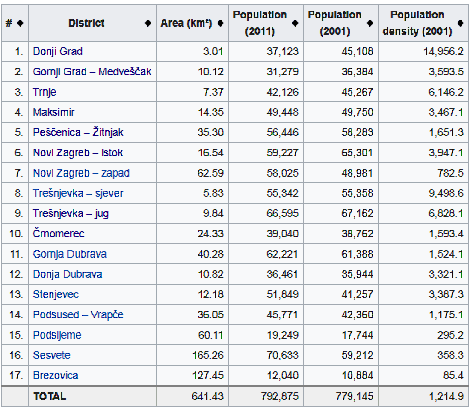 # District Area (km²) Population (2011) Population (2001) Population density (2001)
1. Donji Grad 3.01 37,123 45,108 14,956.2
2. Gornji Grad – Medveščak 10.12 31,279 36,384 3,593.5
3. Trnje 7.37 42,126 45,267 6,146.2
4. Maksimir 14.35 49,448 49,750 3,467.1
5. Peščenica – Žitnjak 35.30 56,446 58,283 1,651.3
6. Novi Zagreb – istok 16.54 59,227 65,301 3,947.1
7. Novi Zagreb – zapad 62.59 58,025 48,981 782.5
8. Trešnjevka – sjever 5.83 55,342 55,358 9,498.6
9. Trešnjevka – jug 9.84 66,595 67,162 6,828.1
10. Črnomerec 24.33 39,040 38,762 1,593.4
11. Gornja Dubrava 40.28 62,221 61,388 1,524.1
12. Donja Dubrava 10.82 36,461 35,944 3,321.1
13. Stenjevec 12.18 51,849 41,257 3,387.3
14. Podsused – Vrapče 36.05 45,771 42,360 1,175.1
15. Podsljeme 60.11 19,249 17,744 295.2
16. Sesvete 165.26 70,633 59,212 358.3
17. Brezovica 127.45 12,040 10,884 85.4
TOTAL 641.43 792,875 779,145 1,214.9